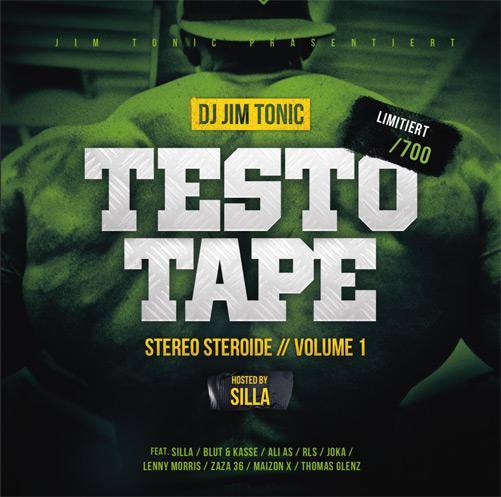 JIM TONIC PRÄSENTIERT
DJ JIM TONIC
LIMITIERT
/700
TESTO
TAPE
STEREO STEROIDE // VOLUME 1
HOSTED BY
SILLA
FEAT. SILLA / BLUT & KASSE / ALI AS / RLS / JOKA /
LENNY MORRIS / ZAZA 36 / MAIZON X / THOMAS GLENZ